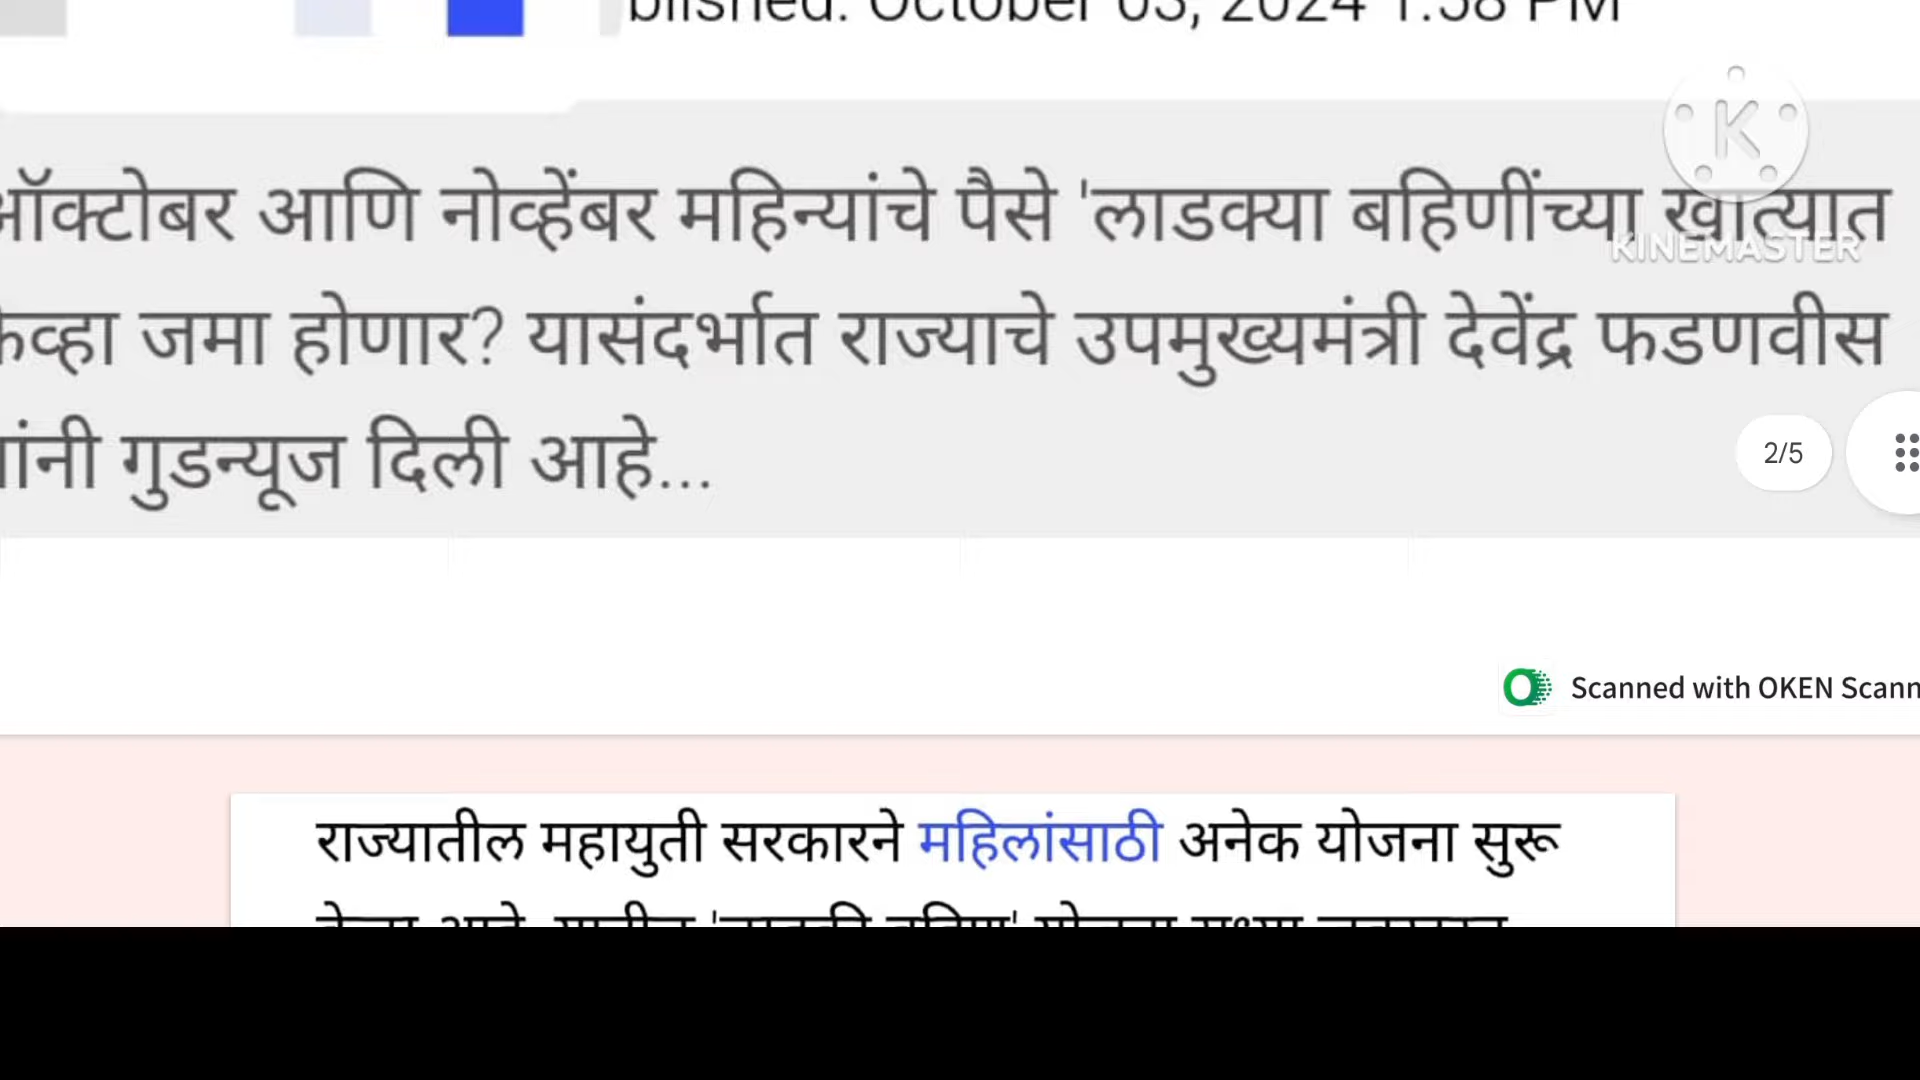 blished: October 03, 2024 1:58 PM
K
KINEMASTER
ऑक्टोबर आणि नोव्हेंबर महिन्यांचे पैसे 'लाडक्या बहिणींच्या खात्यात
केव्हा जमा होणार? यासंदर्भात राज्याचे उपमुख्यमंत्री देवेंद्र फडणवीस
यांनी गुडन्यूज दिली आहे...
2/5
Scanned with OKEN Scann
राज्यातील महायुती सरकारने महिलांसाठी अनेक योजना सुरू